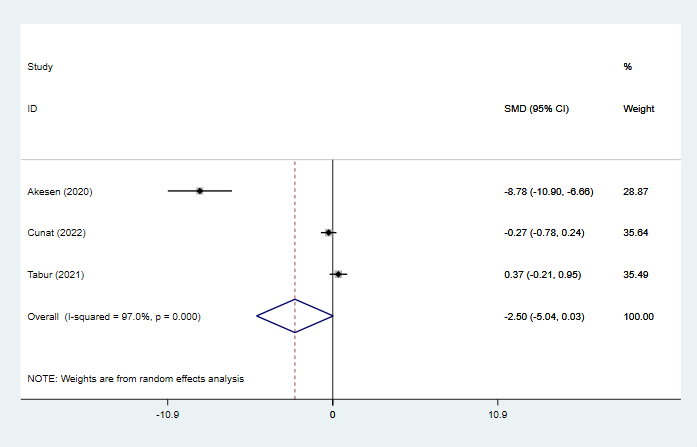 Study %
ID SMD (95% CI) Weight
Akesen (2020) -8.78 (-10.90, -6.66) 28.87
Cunat (2022) -0.27 (-0.78, 0.24) 35.64
Tabur (2021) 0.37 (-0.21, 0.95) 35.49
Overall (I-squared = 97.0%, p = 0.000) -2.50 (-5.04, 0.03) 100.00
NOTE: Weights are from random effects analysis
-10.9 0 10.9